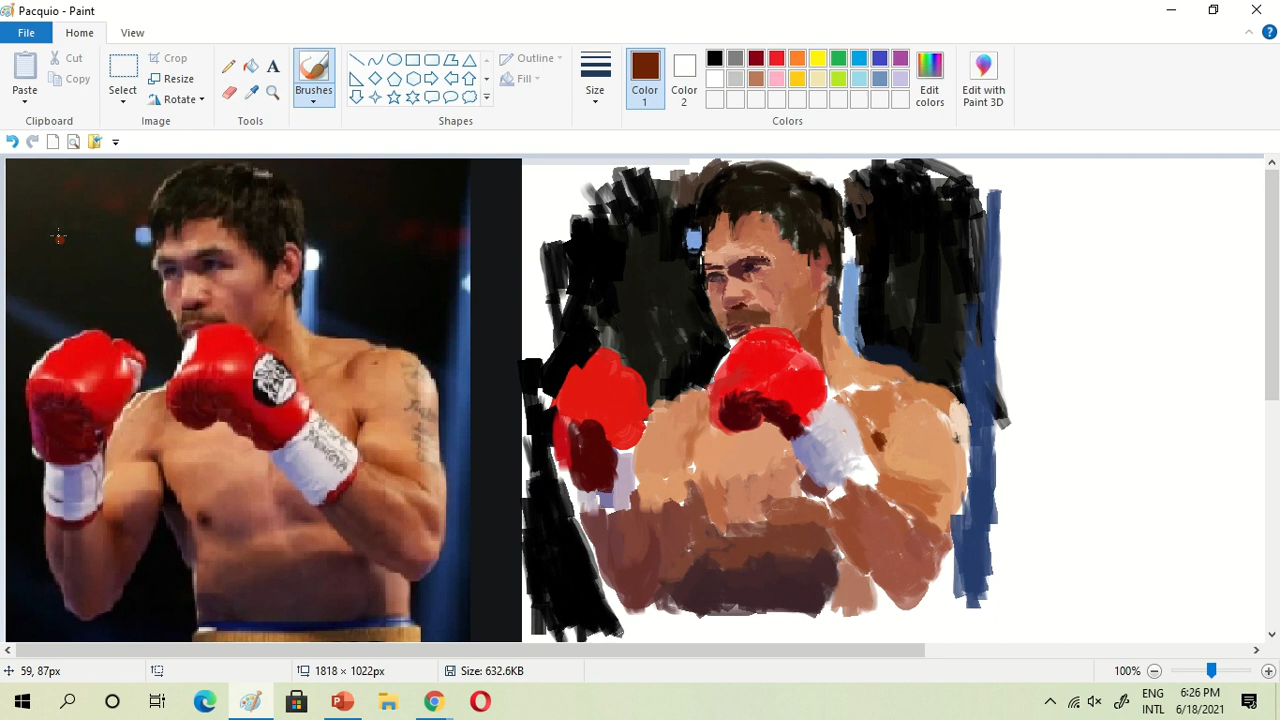 Pacquio - Paint
File Home View
Paste
Cut
Copy
Clipboard
Select
Crop
Resize
Rotate
Image
A
Tools
Brushes
Outline
Fill
Shapes
Size
Color 1
Color 2
Edit colors
Colors
Edit with Paint 3D
59, 87px
1818 × 1022px
Size: 632.6KB
100%
ENG
INTL
6:26 PM
6/18/2021